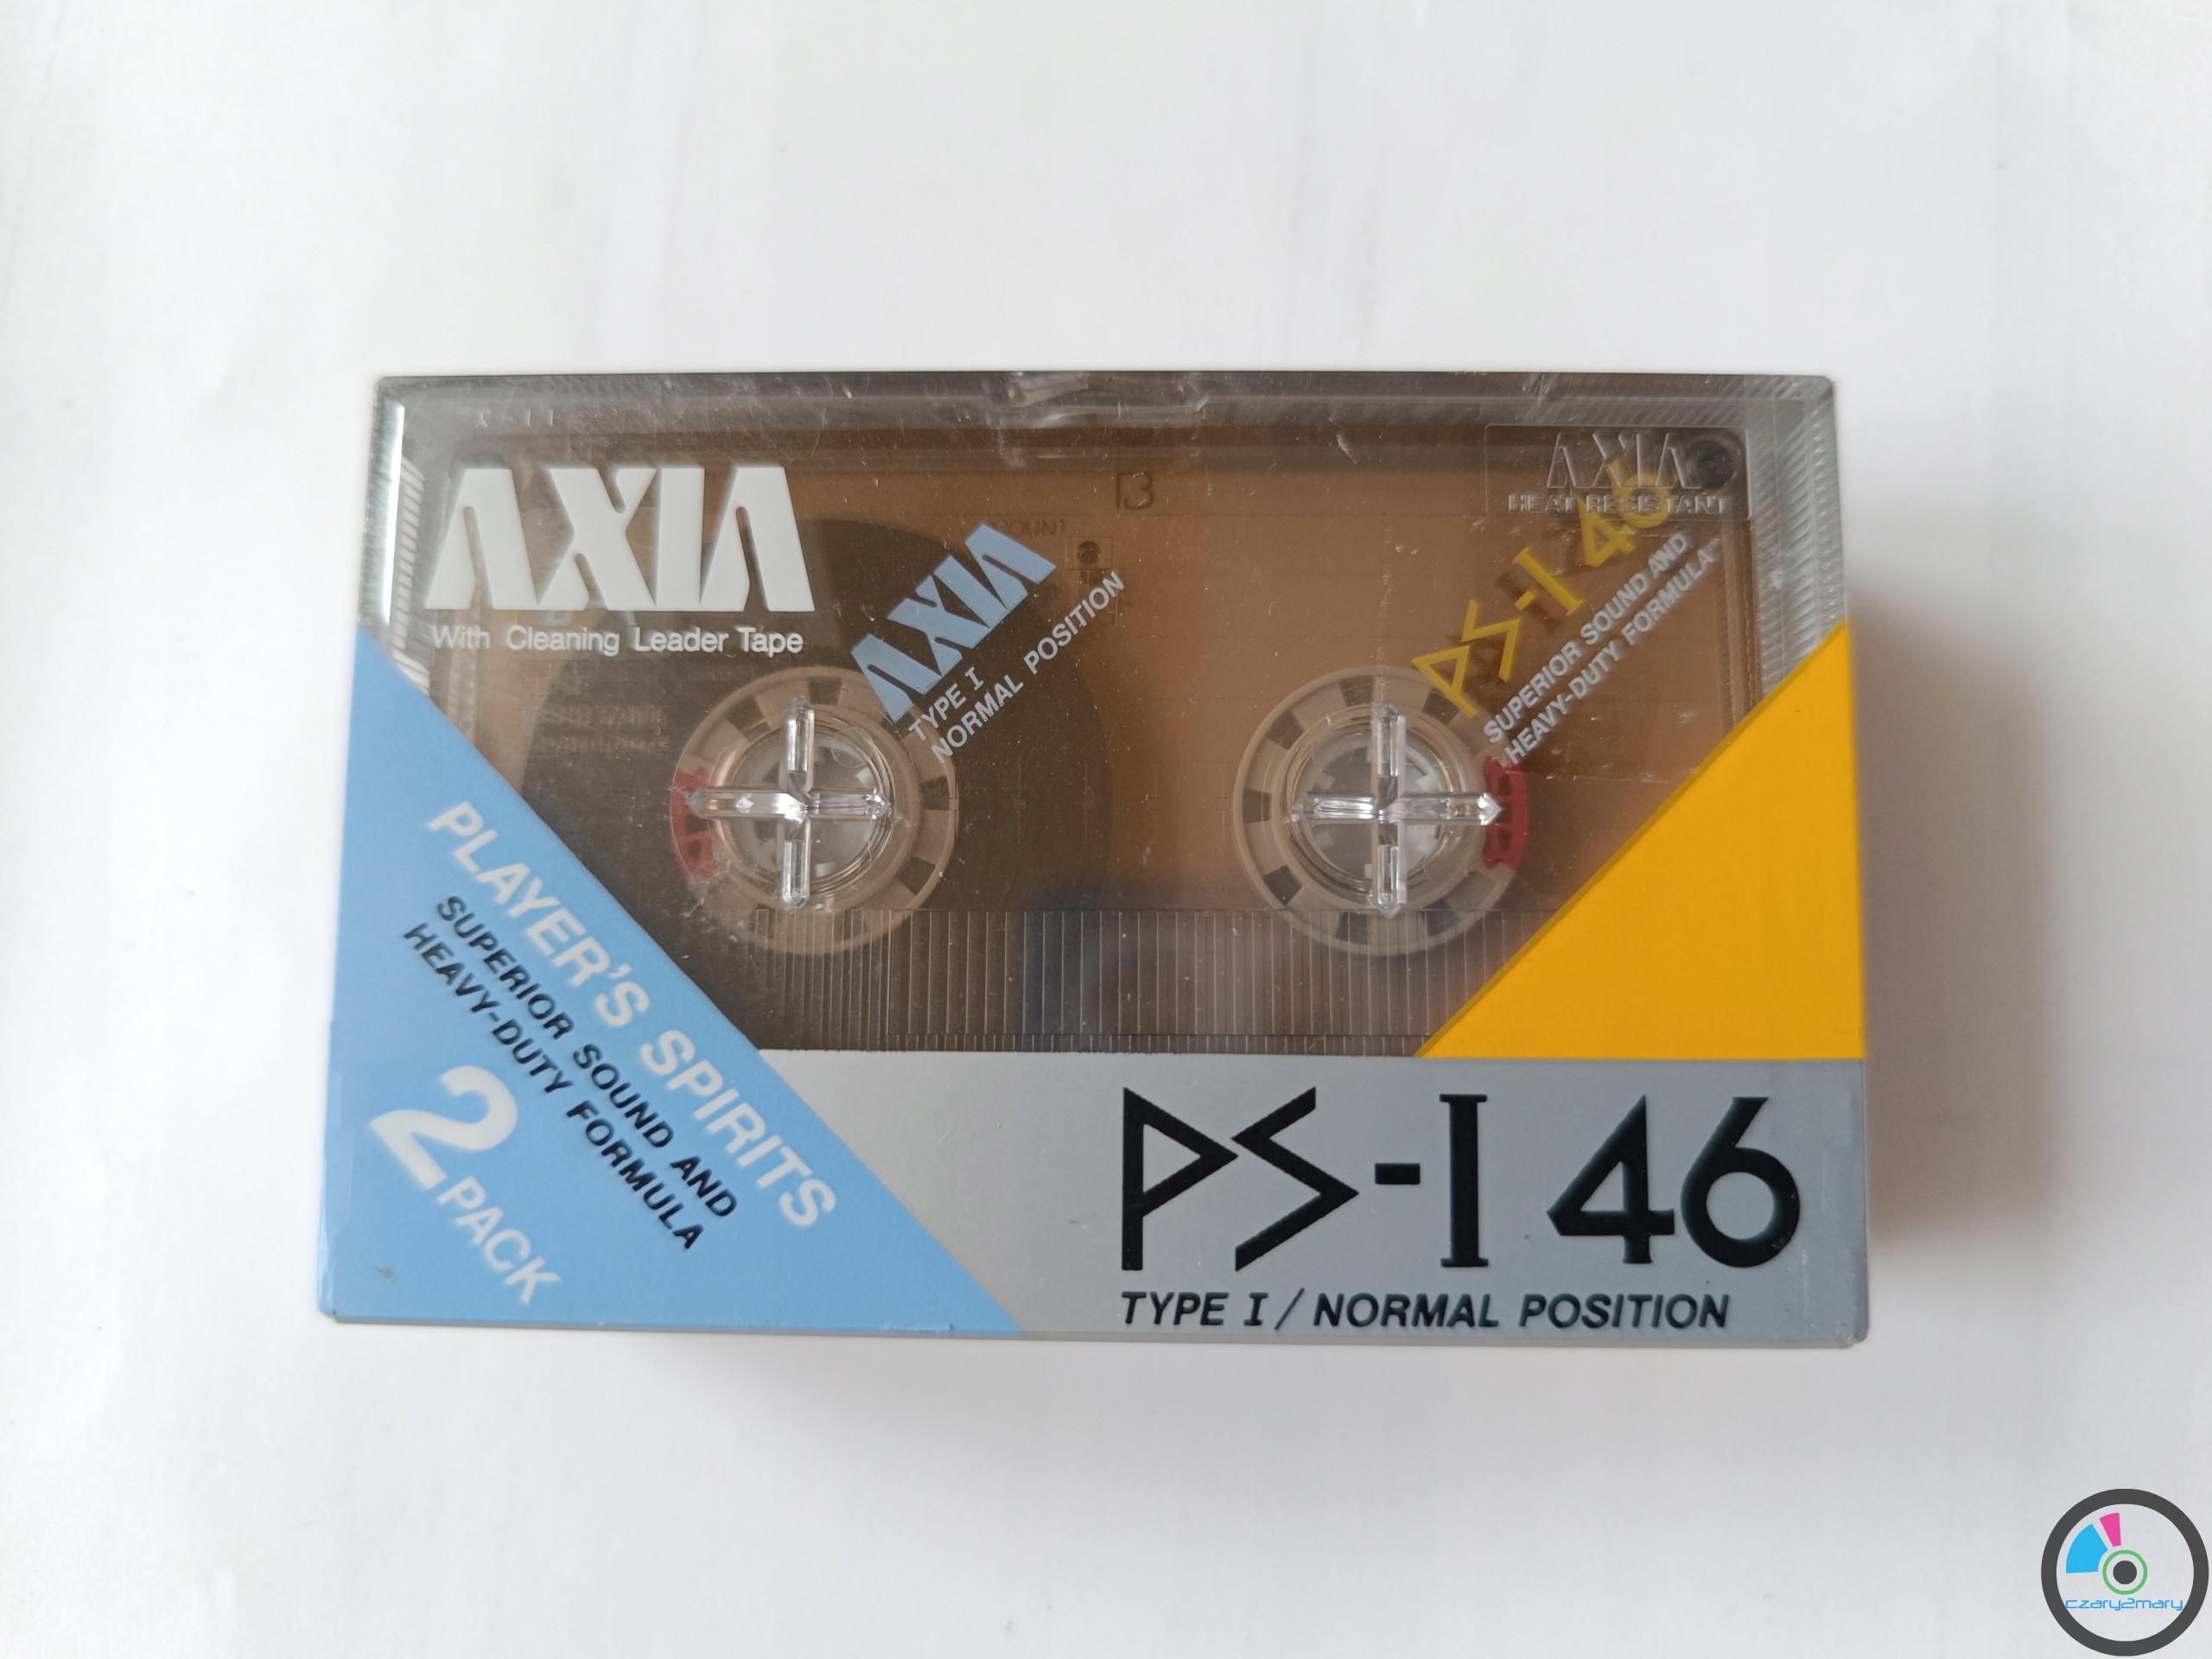 AXIA
With Cleaning Leader Tape
AXIA
TYPE I
NORMAL POSITION
AXIA
HEAT RESISTANT
PS-I 46
SUPERIOR SOUND AND
HEAVY-DUTY FORMULA
PLAYER'S SPIRITS
SUPERIOR SOUND AND
HEAVY-DUTY FORMULA
2 PACK
PS-I 46
TYPE I / NORMAL POSITION
czary2mary